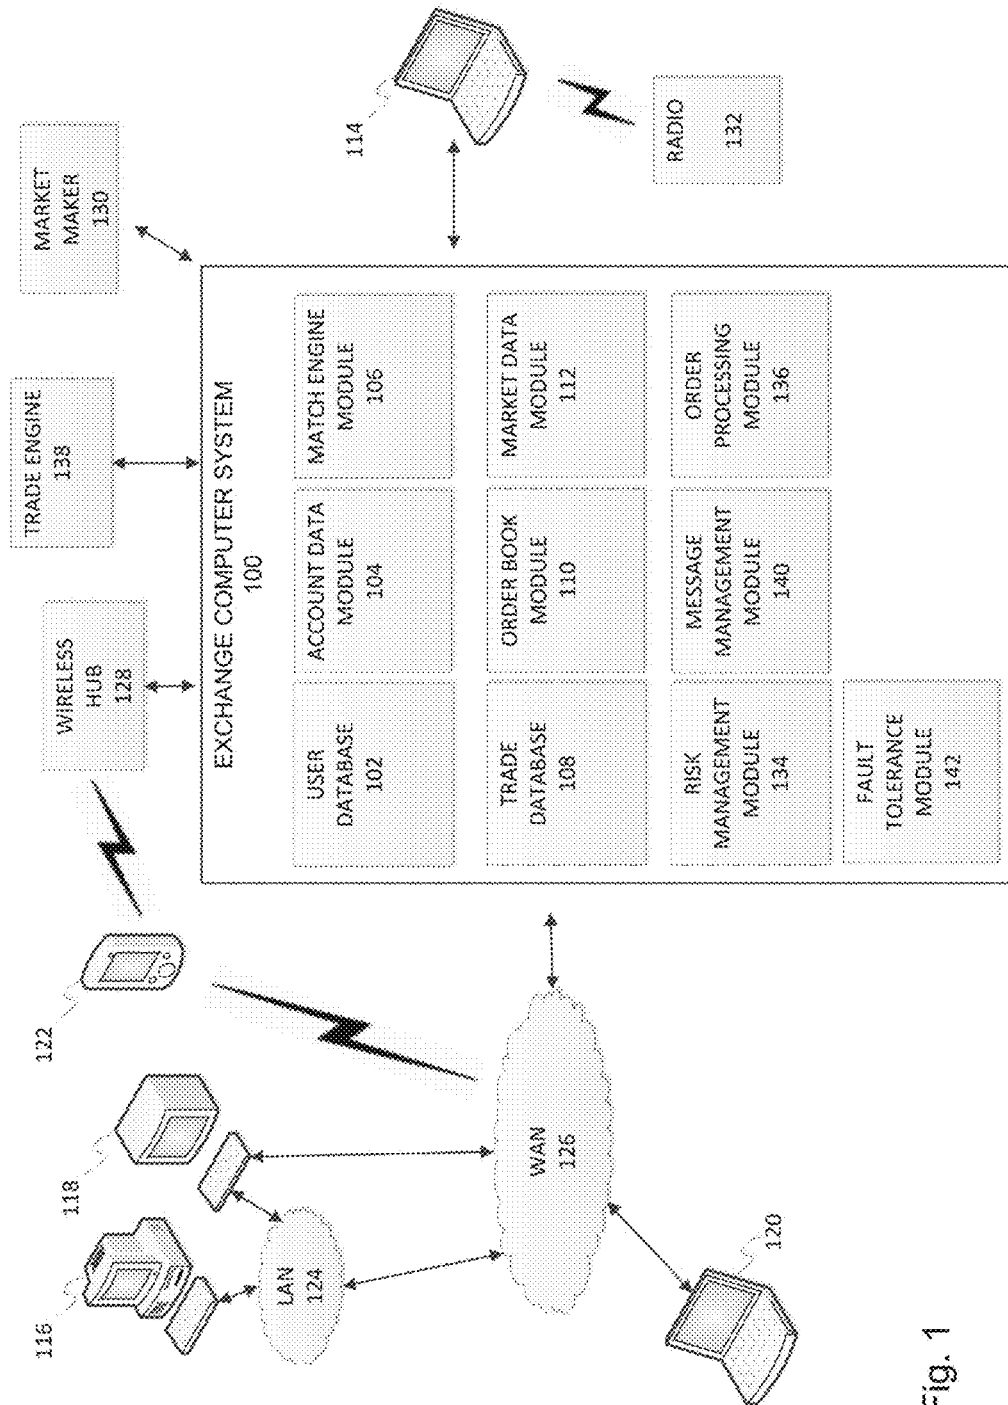 116
118
122
WIRELESS
HUB
128
TRADE ENGINE
138
MARKET
MAKER
130
LAN
124
WAN
126
120
EXCHANGE COMPUTER SYSTEM
100
USER
DATABASE
102
ACCOUNT DATA
MODULE
104
MATCH ENGINE
MODULE
106
TRADE
DATABASE
108
ORDER BOOK
MODULE
110
MARKET DATA
MODULE
112
RISK
MANAGEMENT
MODULE
134
MESSAGE
MANAGEMENT
MODULE
140
ORDER
PROCESSING
MODULE
136
FAULT
TOLERANCE
MODULE
142
114
RADIO
132
Fig. 1